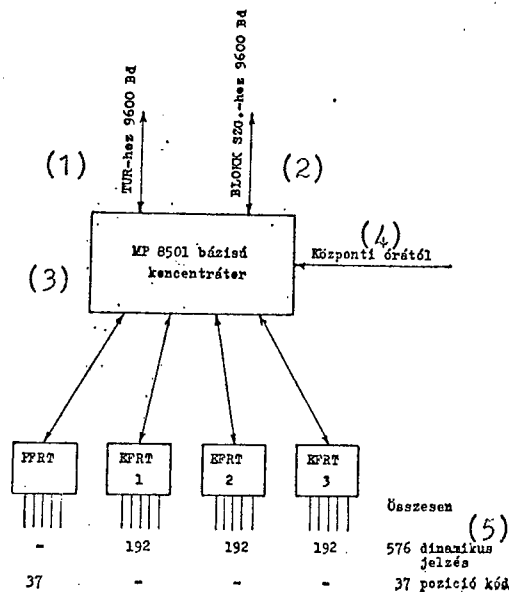 TUR-hez 9600 Bd
BLOKK SZG.-hez 9600 Bd
(1)
(2)
(3)
MP 8501 bázisú
koncentrátor
(4)
Központi órától
PFRT
EFRT
1
EFRT
2
EFRT
3
Összesen
(5)
- 192 192 192 576 dinamikus
jelzés
37 - - - 37 pozició kód